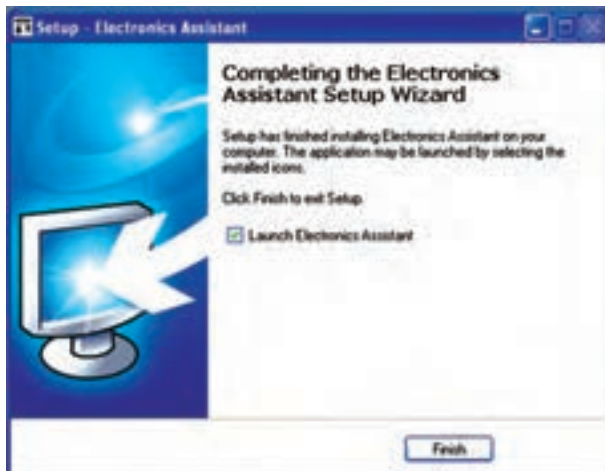 Setup - Electronics Assistant
Completing the Electronics
Assistant Setup Wizard
Setup has finished installing Electronics Assistant on your
computer. The application may be launched by selecting the
installed icons.
Click Finish to exit Setup.
Launch Electronics Assistant
Finish